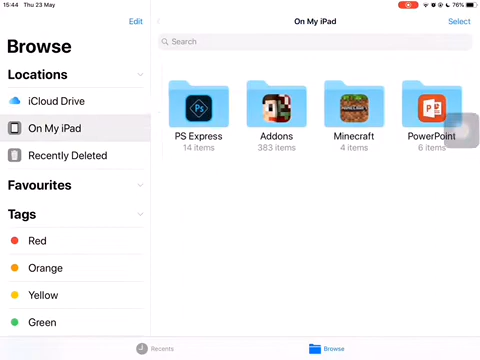 15:44 Thu 23 May
76%
Edit
Browse
Locations
iCloud Drive
On My iPad
Recently Deleted
Favourites
Tags
Red
Orange
Yellow
Green
On My iPad
Select
Search
PS Express
14 items
Addons
383 items
Minecraft
4 items
PowerPoint
6 items
Recents
Browse